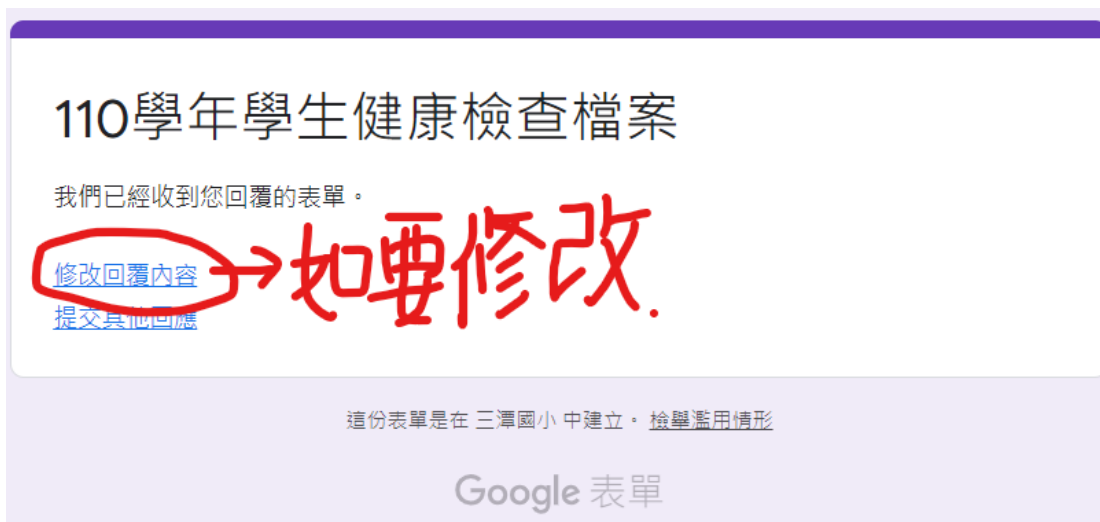 110學年學生健康檢查檔案
我們已經收到您回覆的表單。
修改回覆內容
→如要修改.
提交其他回應
這份表單是在 三潭國小 中建立。 檢舉濫用情形
Google 表單